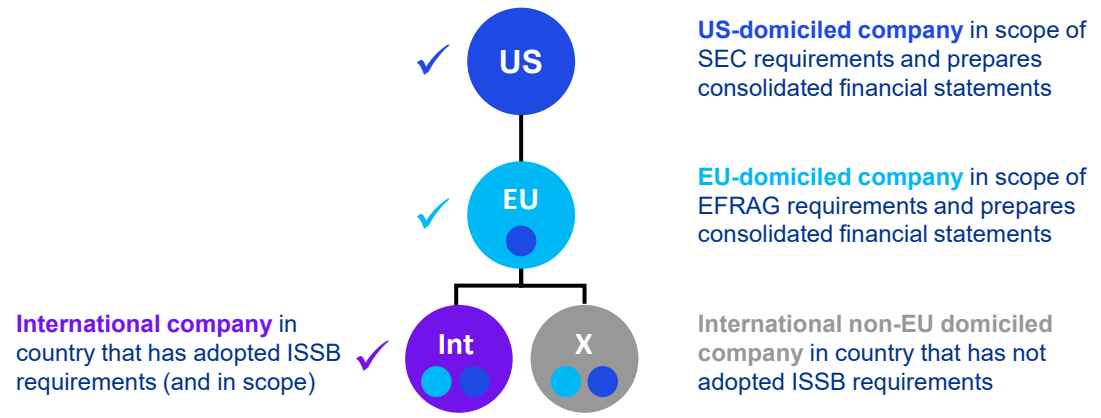 US
US-domiciled company in scope of
SEC requirements and prepares
consolidated financial statements
EU
EU-domiciled company in scope of
EFRAG requirements and prepares
consolidated financial statements
International company in
country that has adopted ISSB
requirements (and in scope)
Int
X
International non-EU domiciled
company in country that has not
adopted ISSB requirements